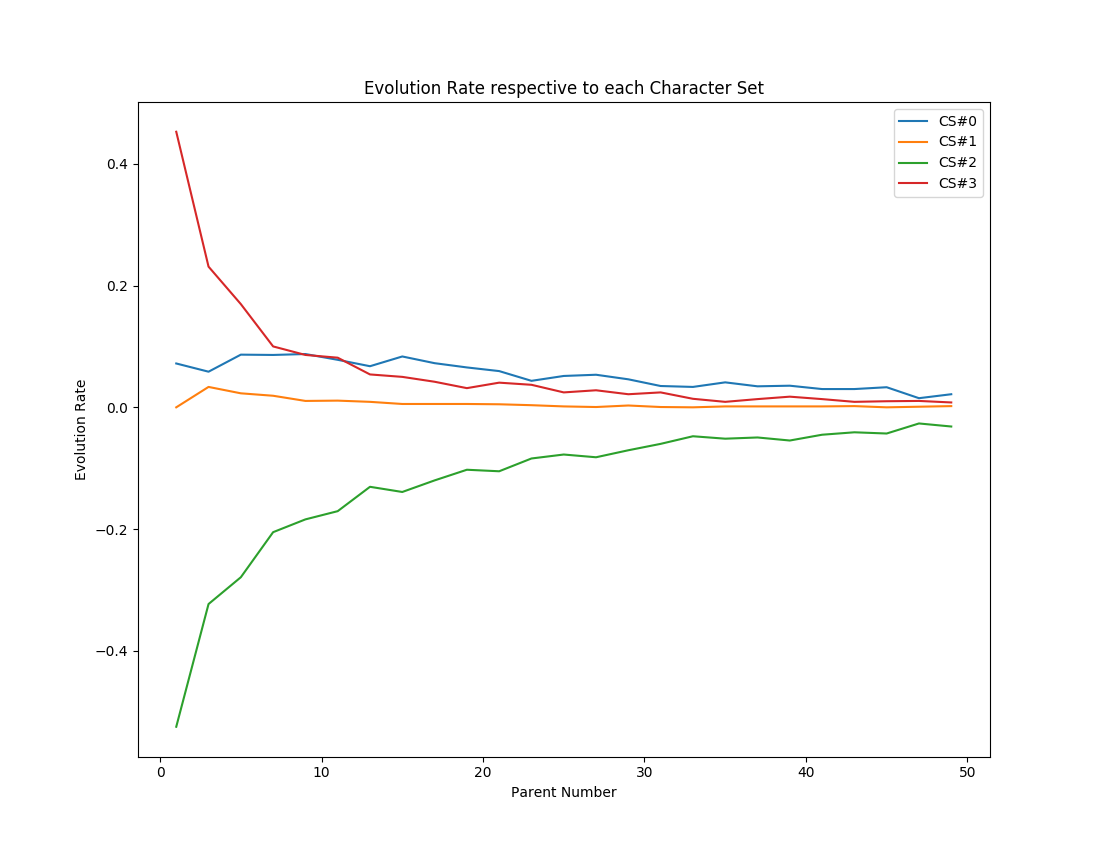 Evolution Rate respective to each Character Set
CS#0
CS#1
CS#2
CS#3
0.4
0.2
0.0
−0.2
−0.4
Evolution Rate
0 10 20 30 40 50
Parent Number